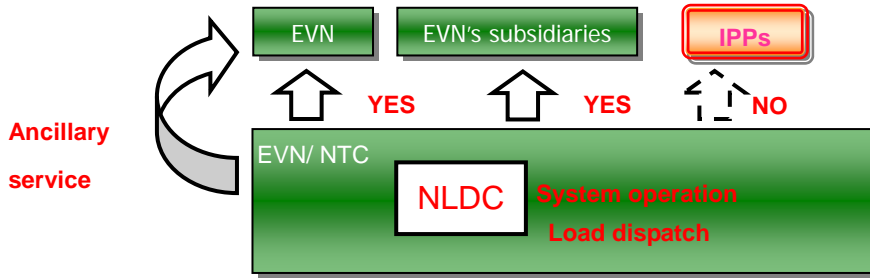 EVN
EVN's subsidiaries
IPPs
YES
YES
NO
Ancillary
service
EVN/ NTC
NLDC
System operation
Load dispatch